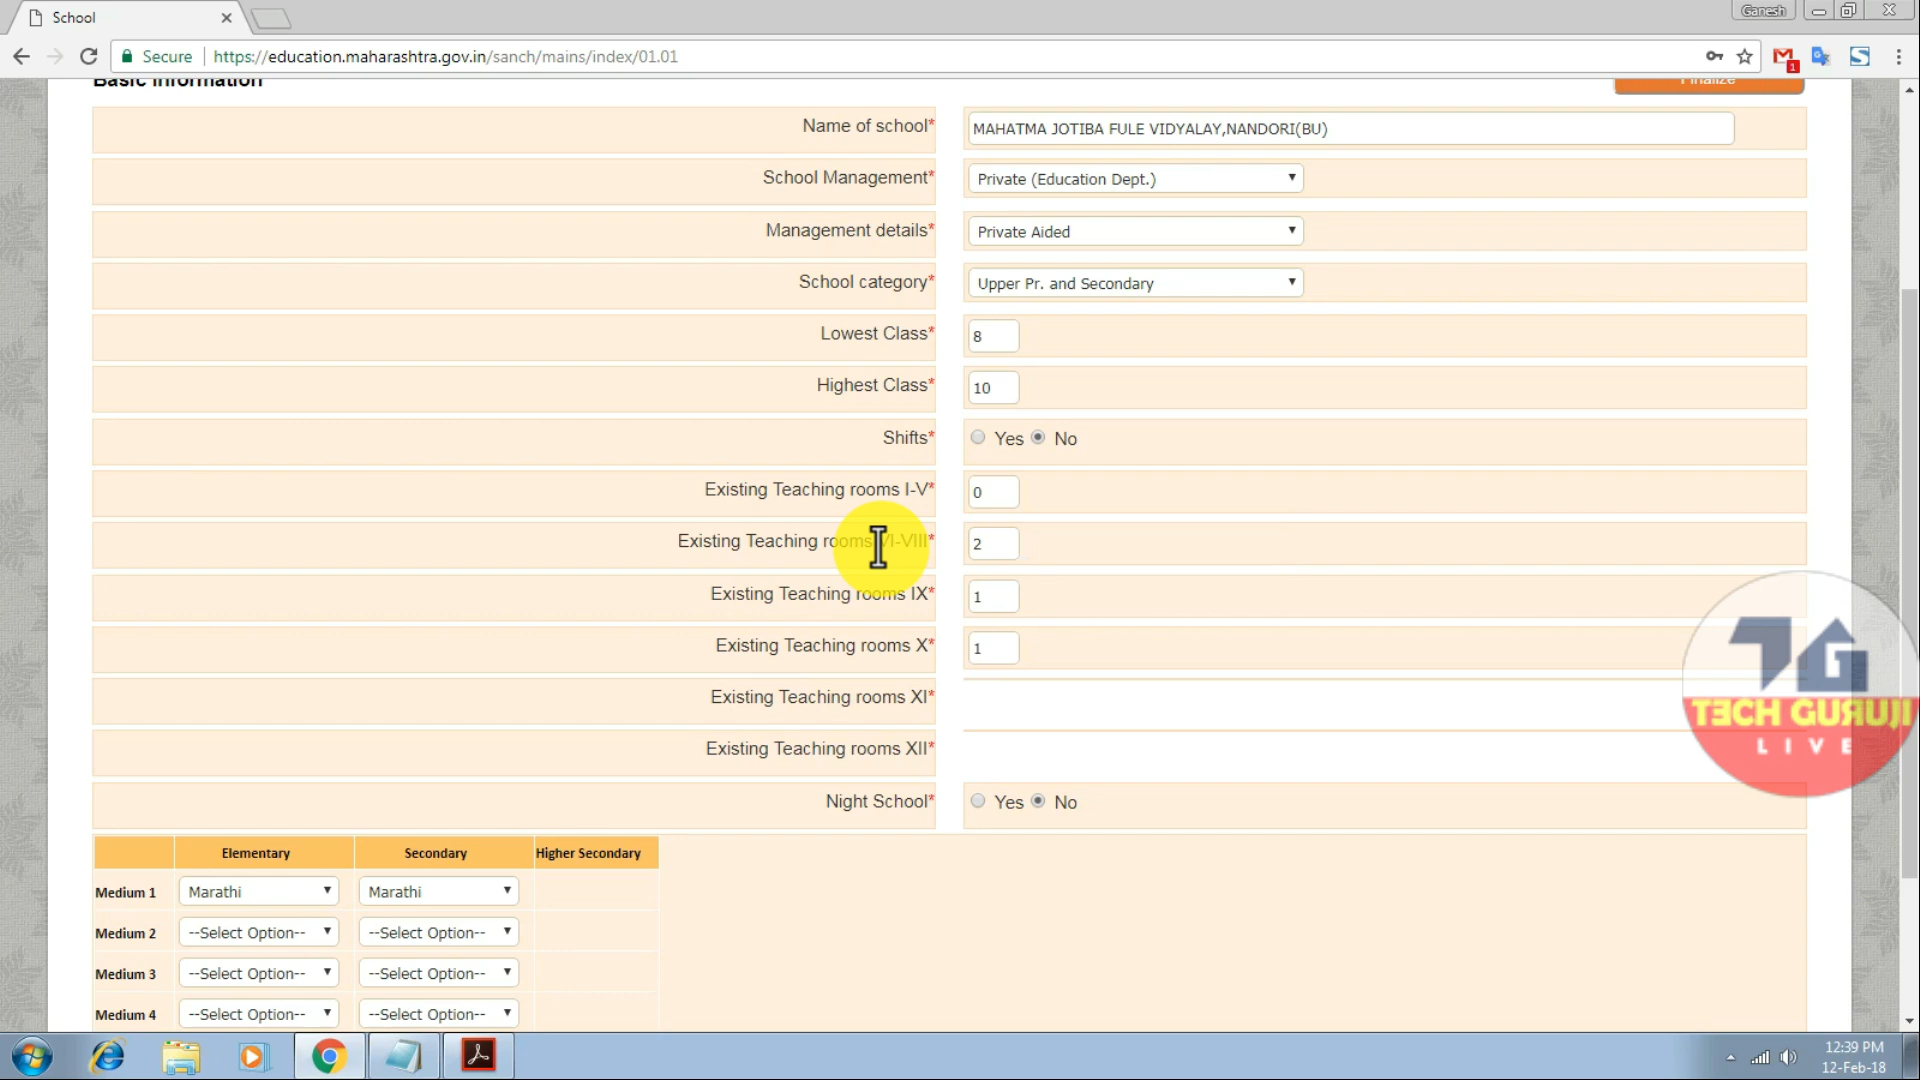 School
Ganesh
Secure
https://education.maharashtra.gov.in/sanch/mains/index/01.01
1
Basic Information
Finalize
Name of school*
MAHATMA JOTIBA FULE VIDYALAY,NANDORI(BU)
School Management*
Private (Education Dept.)
Management details*
Private Aided
School category*
Upper Pr. and Secondary
Lowest Class*
8
Highest Class*
10
Shifts*
Yes No
Existing Teaching rooms I-V*
0
Existing Teaching rooms VI-VIII*
2
Existing Teaching rooms IX*
1
Existing Teaching rooms X*
1
Existing Teaching rooms XI*
Existing Teaching rooms XII*
Night School*
Yes No
TG
TECH GURUJI
LIVE
Elementary Secondary Higher Secondary
Medium 1 Marathi Marathi
Medium 2 --Select Option-- --Select Option--
Medium 3 --Select Option-- --Select Option--
Medium 4 --Select Option-- --Select Option--
12:39 PM
12-Feb-18